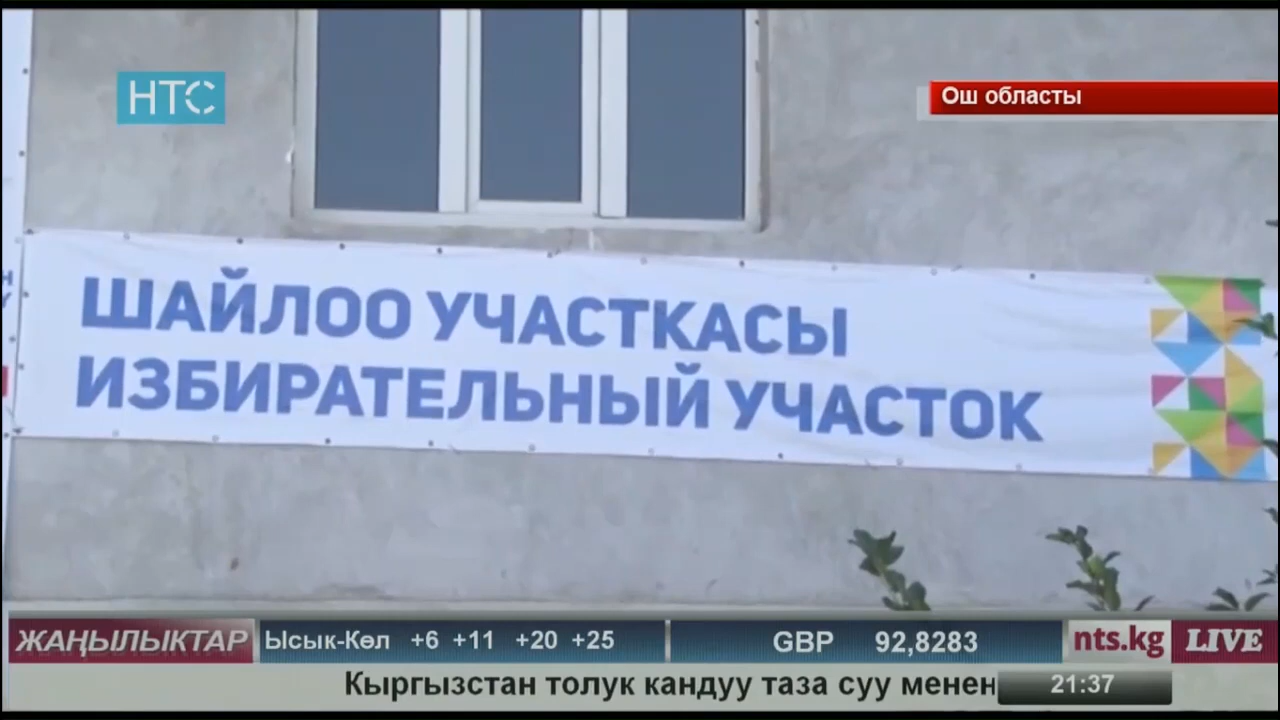 НТС
Ош областы
ШАЙЛОО УЧАСТКАСЫ
ИЗБИРАТЕЛЬНЫЙ УЧАСТОК
ЖАҢЫЛЫКТАР
Ысык-Көл +6 +11 +20 +25
GBP 92,8283
nts.kg
LIVE
Кыргызстан толук кандуу таза суу менен
21:37